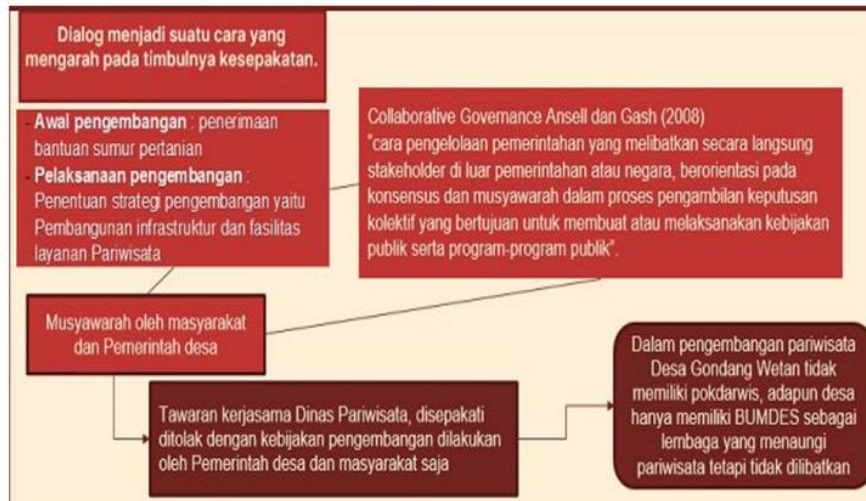 Dialog menjadi suatu cara yang
mengarah pada timbulnya kesepakatan.
- Awal pengembangan : penerimaan
bantuan sumur pertanian
- Pelaksanaan pengembangan :
Penentuan strategi pengembangan yaitu
Pembangunan infrastruktur dan fasilitas
layanan Pariwisata
Collaborative Governance Ansell dan Gash (2008)
"cara pengelolaan pemerintahan yang melibatkan secara langsung
stakeholder di luar pemerintahan atau negara, berorientasi pada
konsensus dan musyawarah dalam proses pengambilan keputusan
kolektif yang bertujuan untuk membuat atau melaksanakan kebijakan
publik serta program-program publik".
Musyawarah oleh masyarakat
dan Pemerintah desa
Tawaran kerjasama Dinas Pariwisata, disepakati
ditolak dengan kebijakan pengembangan dilakukan
oleh Pemerintah desa dan masyarakat saja
Dalam pengembangan pariwisata
Desa Gondang Wetan tidak
memiliki pokdarwis, adapun desa
hanya memiliki BUMDES sebagai
lembaga yang menaungi
pariwisata tetapi tidak dilibatkan